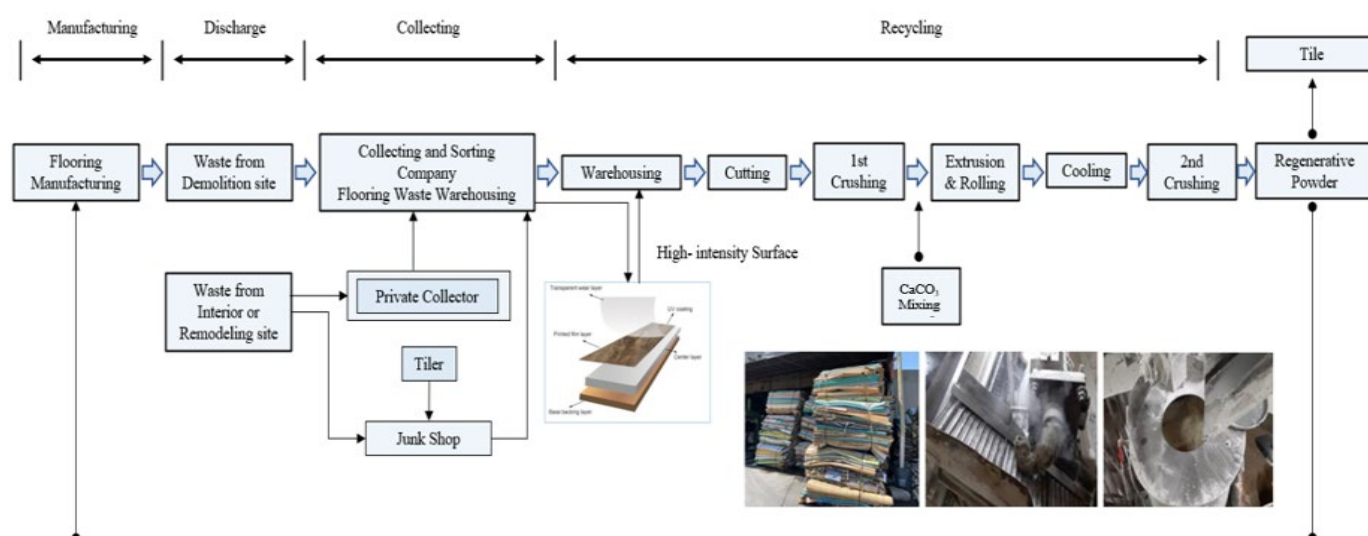 Manufacturing
Discharge
Collecting
Recycling
Tile
Flooring
Manufacturing
Waste from
Demolition site
Collecting and Sorting
Company
Flooring Waste Warehousing
Warehousing
Cutting
1st
Crushing
Extrusion
& Rolling
Cooling
2nd
Crushing
Regenerative
Powder
High- intensity Surface
Waste from
Interior or
Remodeling site
Private Collector
Tiler
Junk Shop
Transparent wear layer
UV coating
Printed film layer
Center layer
Base backing layer
CaCO₃
Mixing